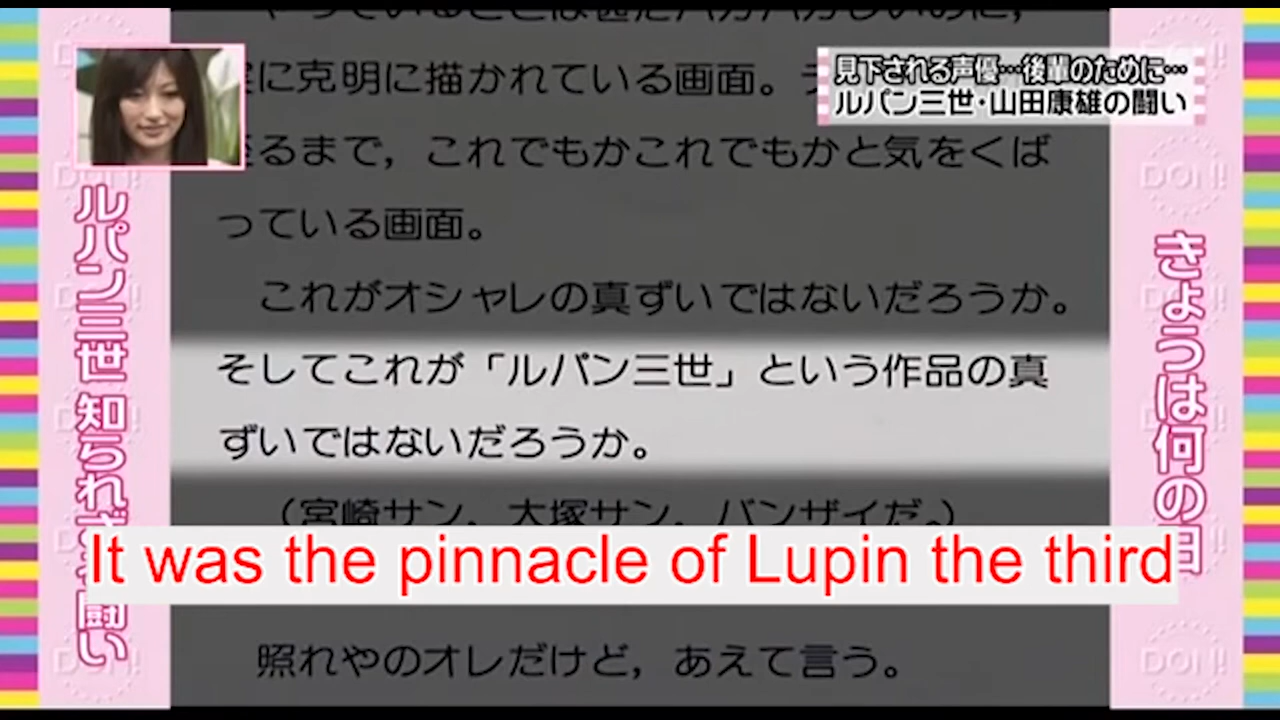 見下される声優…後輩のために…
ルパン三世・山田康雄の闘い
に克明に描かれている画面。
るまで,これでもかこれでもかと気をくば
っている画面。
これがオシャレの真ずいではないだろうか。
そしてこれが「ルパン三世」という作品の真
ずいではないだろうか。
(宮崎サン、大塚サン、バンザイだ。)
It was the pinnacle of Lupin the third
照れやのオレだけど,あえて言う。
ルパン三世 知られ
闘い
きょうは何の日
DON!